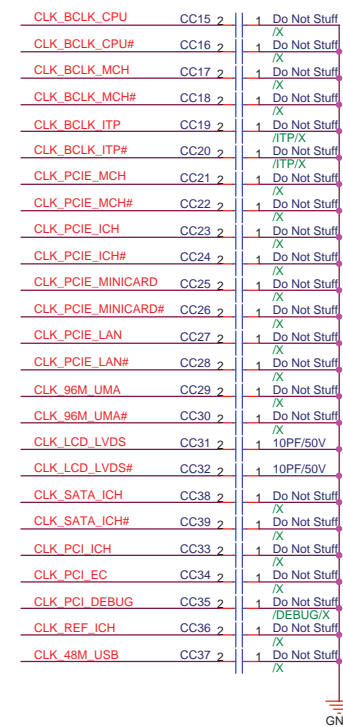 CLK_BCLK_CPU CC15 2 1 Do Not Stuff
/X
CLK_BCLK_CPU# CC16 2 1 Do Not Stuff
/X
CLK_BCLK_MCH CC17 2 1 Do Not Stuff
/X
CLK_BCLK_MCH# CC18 2 1 Do Not Stuff
/X
CLK_BCLK_ITP CC19 2 1 Do Not Stuff
/ITP/X
CLK_BCLK_ITP# CC20 2 1 Do Not Stuff
/ITP/X
CLK_PCIE_MCH CC21 2 1 Do Not Stuff
/X
CLK_PCIE_MCH# CC22 2 1 Do Not Stuff
/X
CLK_PCIE_ICH CC23 2 1 Do Not Stuff
/X
CLK_PCIE_ICH# CC24 2 1 Do Not Stuff
/X
CLK_PCIE_MINICARD CC25 2 1 Do Not Stuff
/X
CLK_PCIE_MINICARD# CC26 2 1 Do Not Stuff
/X
CLK_PCIE_LAN CC27 2 1 Do Not Stuff
/X
CLK_PCIE_LAN# CC28 2 1 Do Not Stuff
/X
CLK_96M_UMA CC29 2 1 Do Not Stuff
/X
CLK_96M_UMA# CC30 2 1 Do Not Stuff
/X
CLK_LCD_LVDS CC31 2 1 10PF/50V
CLK_LCD_LVDS# CC32 2 1 10PF/50V
CLK_SATA_ICH CC38 2 1 Do Not Stuff
/X
CLK_SATA_ICH# CC39 2 1 Do Not Stuff
/X
CLK_PCI_ICH CC33 2 1 Do Not Stuff
/X
CLK_PCI_EC CC34 2 1 Do Not Stuff
/X
CLK_PCI_DEBUG CC35 2 1 Do Not Stuff
/DEBUG/X
CLK_REF_ICH CC36 2 1 Do Not Stuff
/X
CLK_48M_USB CC37 2 1 Do Not Stuff
/X
GN